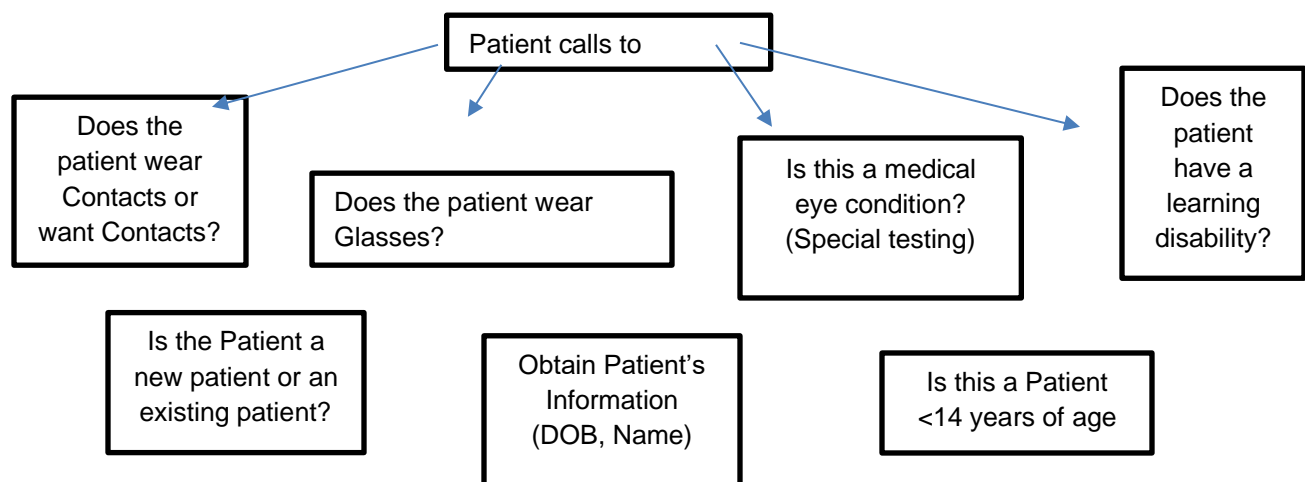 Patient calls to
Does the
patient wear
Contacts or
want Contacts?
Does the patient wear
Glasses?
Is this a medical
eye condition?
(Special testing)
Does the
patient
have a
learning
disability?
Is the Patient a
new patient or an
existing patient?
Obtain Patient’s
Information
(DOB, Name)
Is this a Patient
<14 years of age